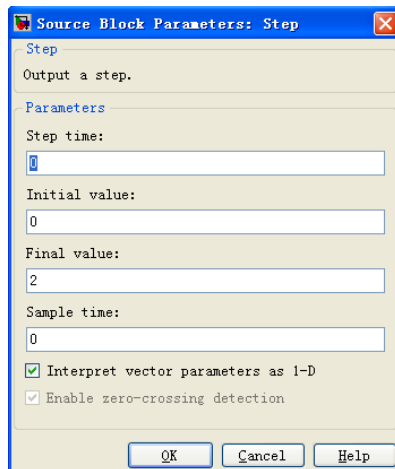 Source Block Parameters: Step
Step
Output a step.
Parameters
Step time:
0
Initial value:
0
Final value:
2
Sample time:
0
Interpret vector parameters as 1-D
Enable zero-crossing detection
OK Cancel Help